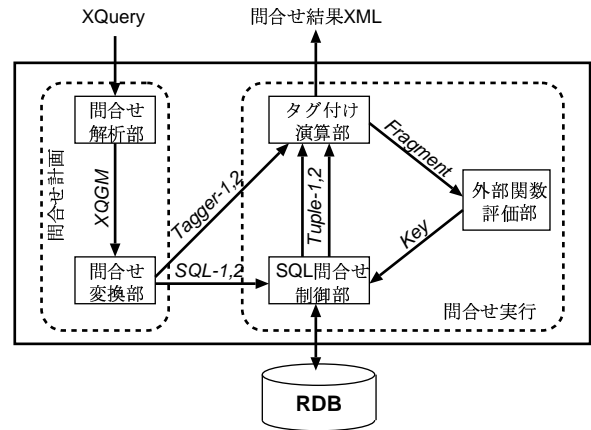 XQuery
問合せ結果XML
問合せ
解析部
タグ付け
演算部
Fragment
問合せ計画
XQGM
Tagger-1,2
Tuple-1,2
外部関数
評価部
Key
問合せ
変換部
SQL-1,2
SQL問合せ
制御部
問合せ実行
RDB